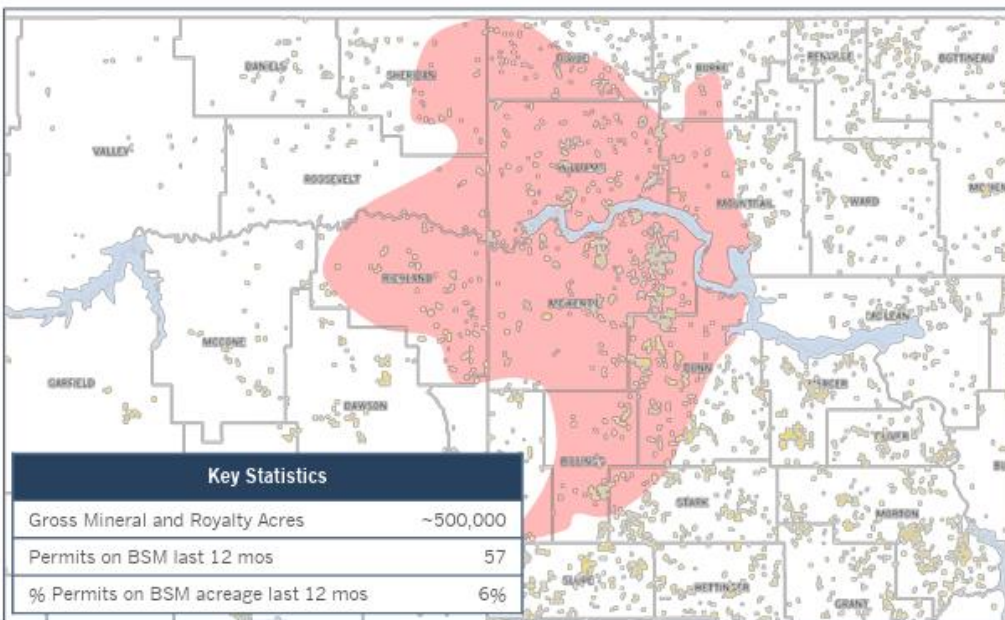 DANIELS
SHERIDAN
DIVIDE
BURKE
RENVILLE
BOTTINEAU
VALLEY
ROOSEVELT
WILLIAMS
MOUNTRAIL
WARD
RICHLAND
MCKENZIE
MCLEAN
MCCONE
GARFIELD
DAWSON
DUNN
MERCER
OLIVER
BILLINGS
STARK
MORTON
SLOPE
HETTINGER
GRANT
Key Statistics
Gross Mineral and Royalty Acres ~500,000
Permits on BSM last 12 mos 57
% Permits on BSM acreage last 12 mos 6%